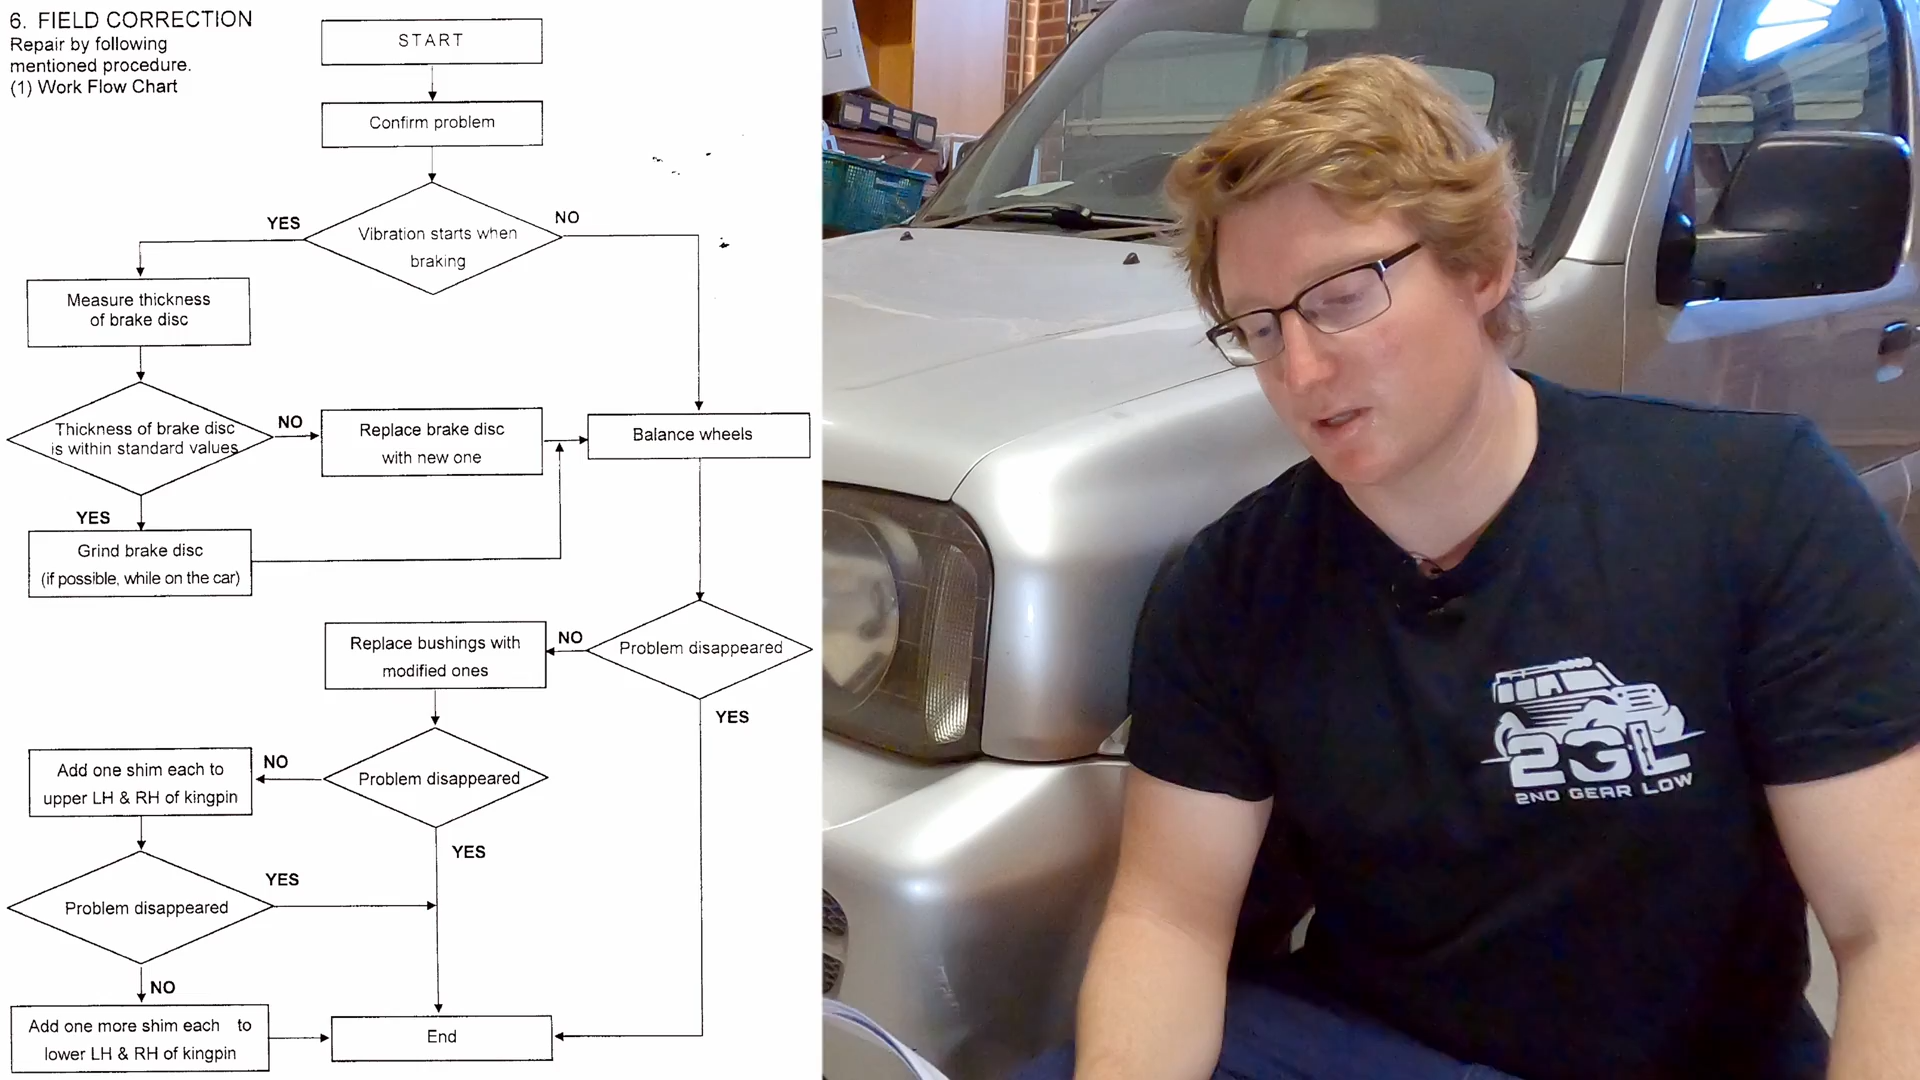 6. FIELD CORRECTION
Repair by following
mentioned procedure.
(1) Work Flow Chart
START
Confirm problem
Vibration starts when
braking
YES
NO
Measure thickness
of brake disc
Thickness of brake disc
is within standard values
NO
Replace brake disc
with new one
Balance wheels
YES
Grind brake disc
(if possible, while on the car)
Problem disappeared
NO
Replace bushings with
modified ones
YES
Problem disappeared
NO
Add one shim each to
upper LH & RH of kingpin
YES
Problem disappeared
YES
NO
Add one more shim each to
lower LH & RH of kingpin
End
2GL
2ND GEAR LOW